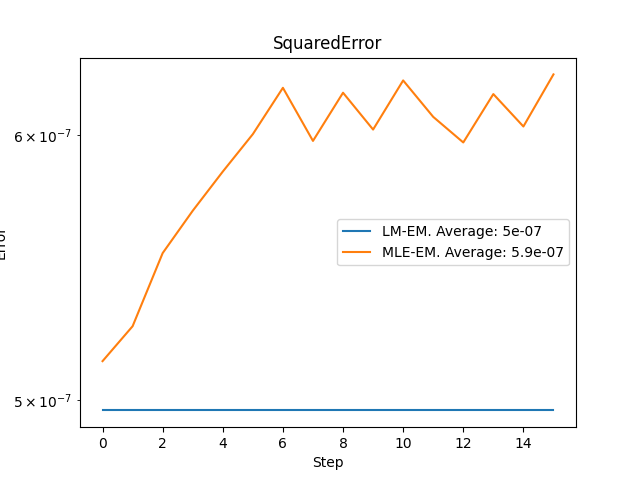 SquaredError
6 × 10⁻⁷
Error
LM-EM. Average: 5e-07
MLE-EM. Average: 5.9e-07
5 × 10⁻⁷
0 2 4 6 8 10 12 14
Step